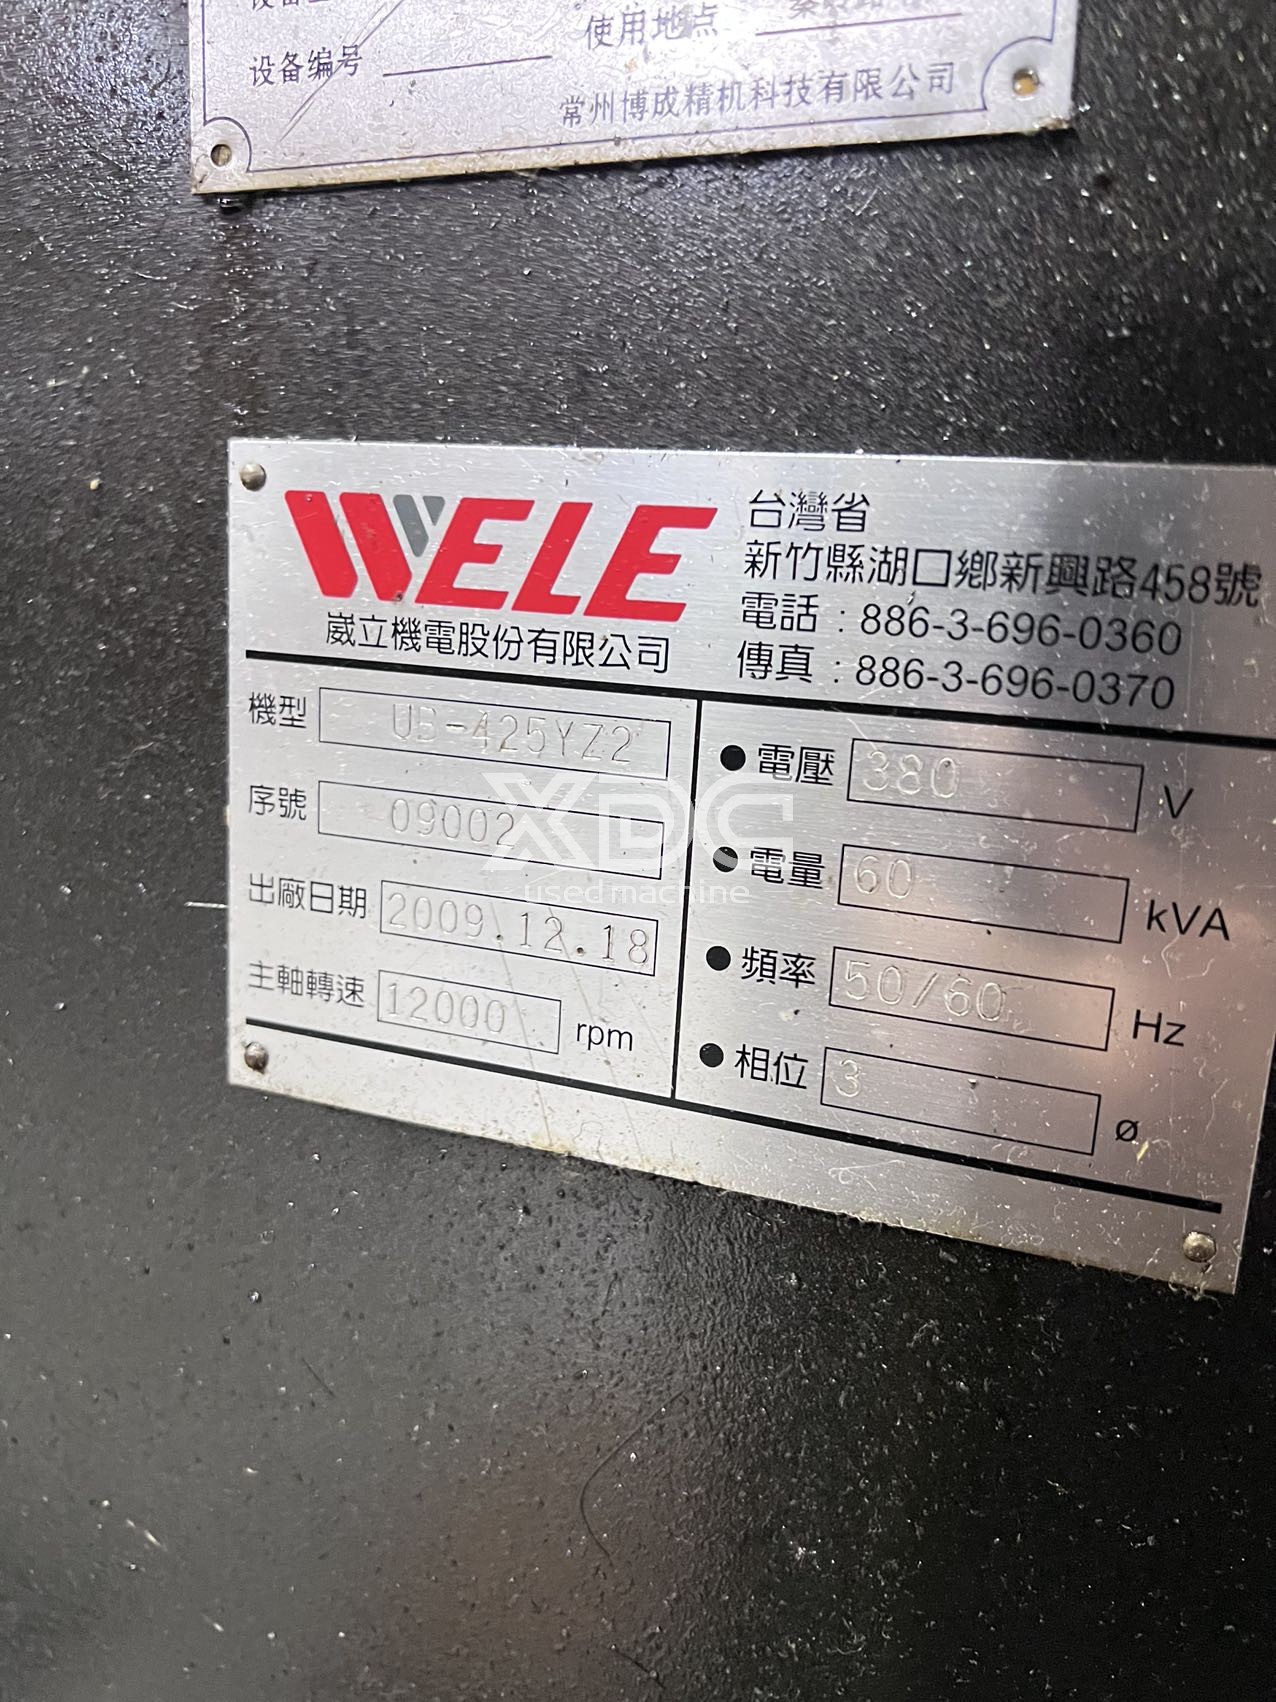 使用地点
设备编号
常州博成精机科技有限公司
WELE
崴立機電股份有限公司
台灣省
新竹縣湖口鄉新興路458號
電話：886-3-696-0360
傳真：886-3-696-0370
機型 UB-425YZ2
序號 09002
出廠日期 2009.12.18
主軸轉速 12000 rpm
● 電壓 380 V
● 電量 60 kVA
● 頻率 50/60 Hz
● 相位 3 ø
XDC
used machine